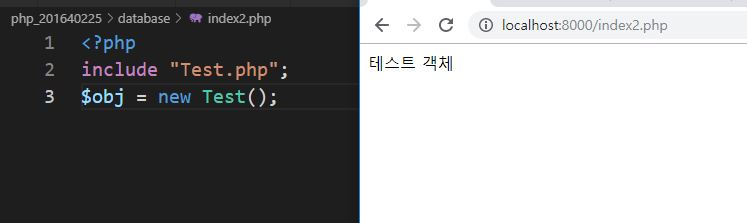 php_201640225 > database > index2.php
1 <?php
2 include "Test.php";
3 $obj = new Test();
localhost:8000/index2.php
테스트 객체